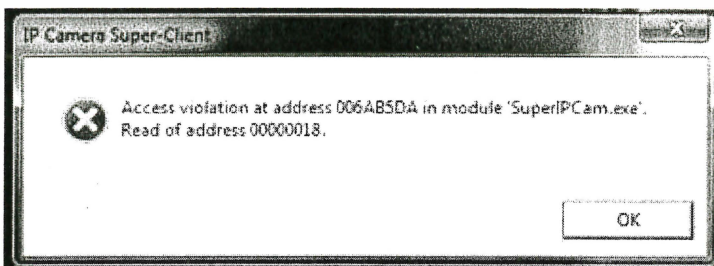 IP Camera Super-Client
Access violation at address 006AB5DA in module 'SuperIPCam.exe'.
Read of address 00000018.
OK